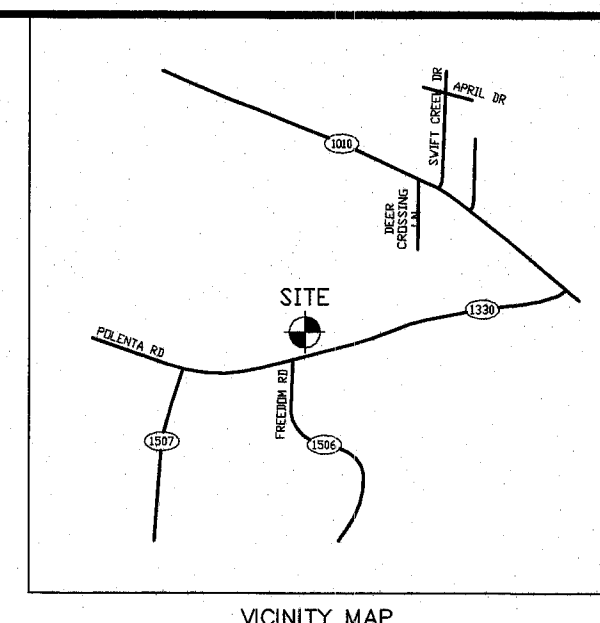 SWIFT CREEK DR
APRIL DR
1010
DEER
CROSSING
LN
SITE
1330
POLENTA RD
FREEDOM RD
1507
1506
VICINITY MAP